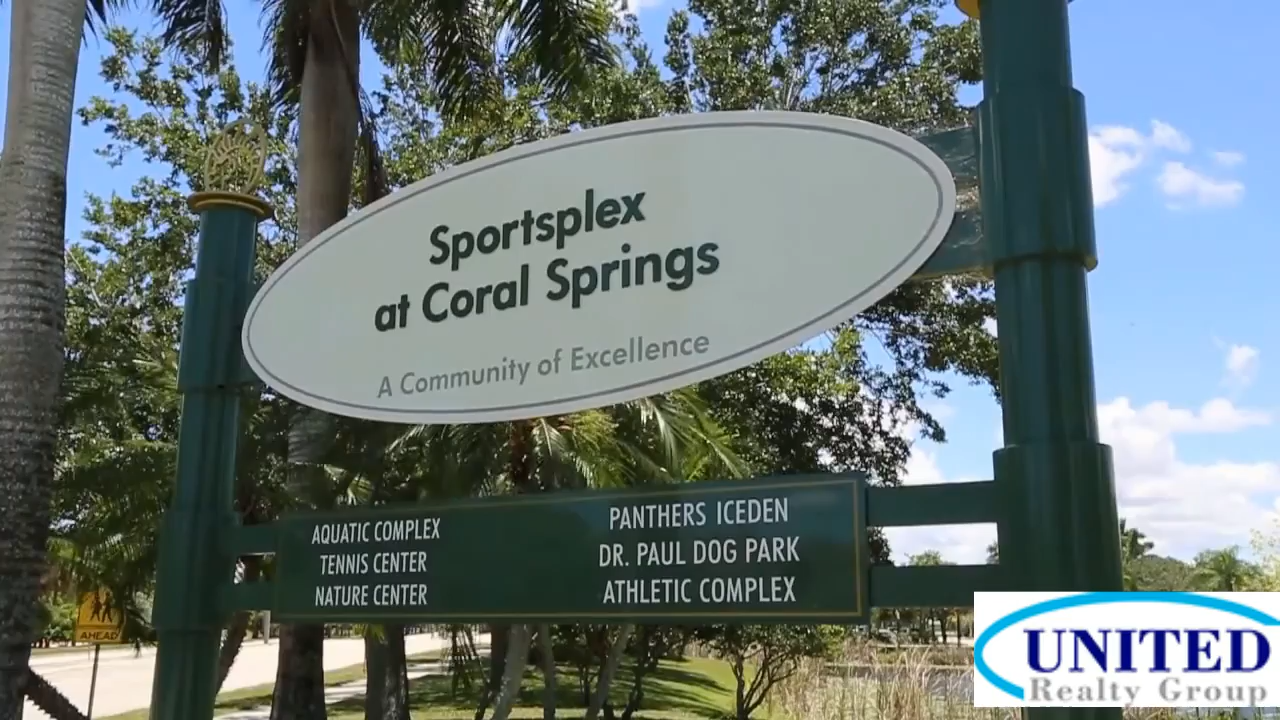 Sportsplex
at Coral Springs
A Community of Excellence
AQUATIC COMPLEX
TENNIS CENTER
NATURE CENTER
PANTHERS ICEDEN
DR. PAUL DOG PARK
ATHLETIC COMPLEX
AHEAD
UNITED
Realty Group